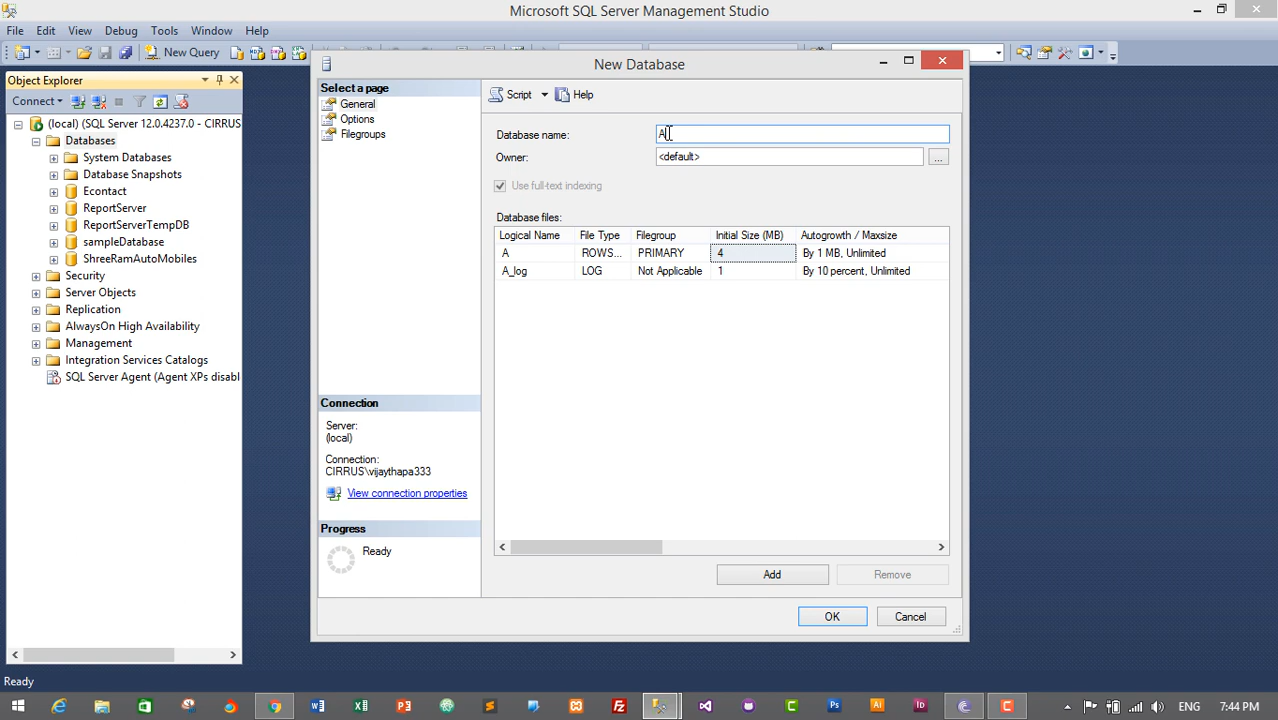 Microsoft SQL Server Management Studio
File Edit View Debug Tools Window Help
New Query
Object Explorer
Connect
(local) (SQL Server 12.0.4237.0 - CIRRUS
Databases
System Databases
Database Snapshots
Econtact
ReportServer
ReportServerTempDB
sampleDatabase
ShreeRamAutoMobiles
Security
Server Objects
Replication
AlwaysOn High Availability
Management
Integration Services Catalogs
SQL Server Agent (Agent XPs disabl
New Database
Select a page
General
Options
Filegroups
Connection
Server:
(local)
Connection:
CIRRUS\vijaythapa333
View connection properties
Progress
Ready
Script Help
Database name: A
Owner: <default> ...
Use full-text indexing
Database files:
Logical Name File Type Filegroup Initial Size (MB) Autogrowth / Maxsize
A ROWS... PRIMARY 4 By 1 MB, Unlimited
A_log LOG Not Applicable 1 By 10 percent, Unlimited
Add Remove
OK Cancel
Ready
ENG 7:44 PM